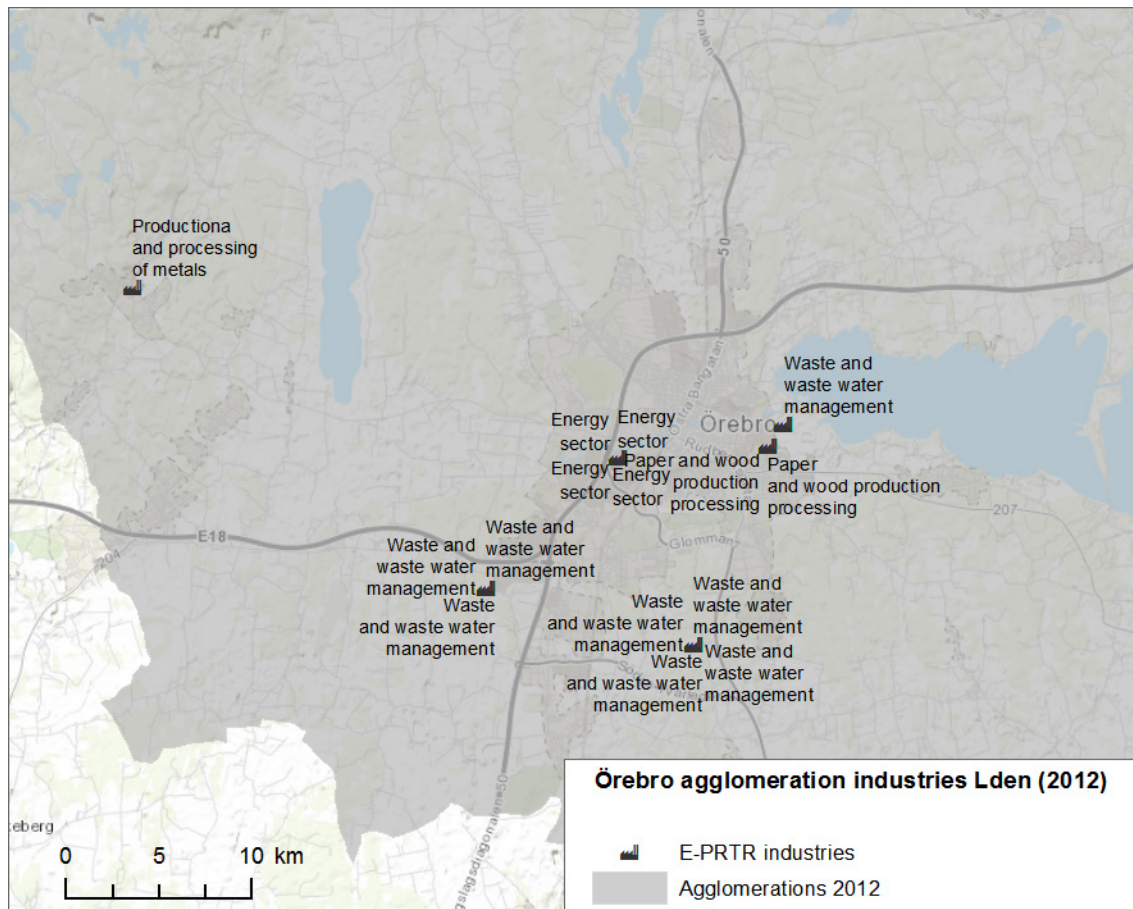 onalen
Productiona
and processing
of metals
50
Waste and
waste water
management
Örebro
Energy
sector
Energy
sector
Energy
sector
Energy
sector
Paper and wood
production
processing
Paper
and wood production
processing
207
E18
204
Glomman
Waste and
waste water
management
Waste and
waste water
management
Waste
and waste water
management
Waste and
waste water
management
Waste
and waste water
management
Waste
and waste water
management
Waste and
waste water
management
50
gslagsdiagonalen
keberg
0 5 10 km
Örebro agglomeration industries Lden (2012)
E-PRTR industries
Agglomerations 2012